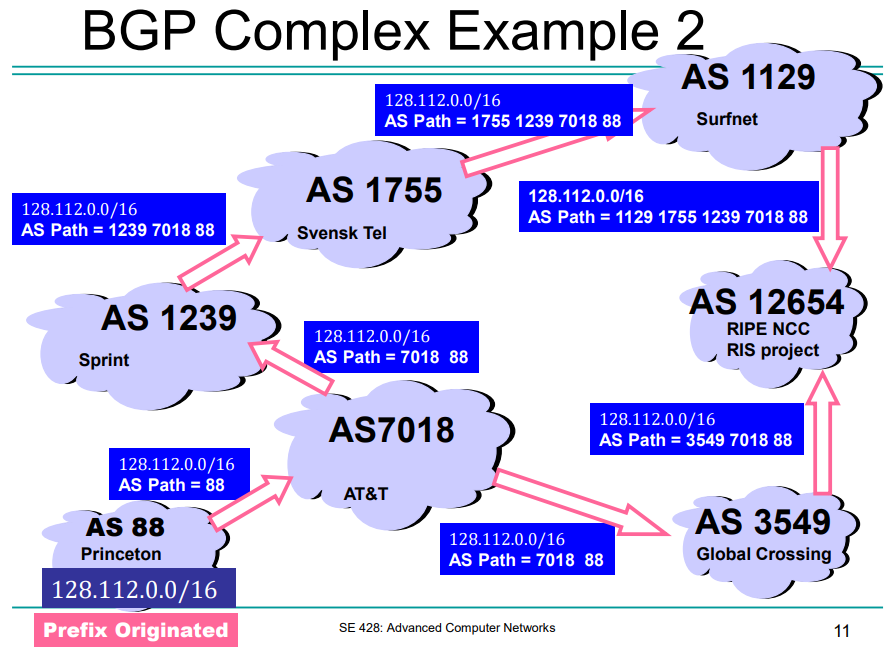 BGP Complex Example 2
AS 1129
Surfnet
128.112.0.0/16
AS Path = 1755 1239 7018 88
AS 1755
Svensk Tel
128.112.0.0/16
AS Path = 1129 1755 1239 7018 88
128.112.0.0/16
AS Path = 1239 7018 88
AS 12654
RIPE NCC
RIS project
AS 1239
Sprint
128.112.0.0/16
AS Path = 7018 88
AS7018
AT&T
128.112.0.0/16
AS Path = 3549 7018 88
128.112.0.0/16
AS Path = 88
AS 88
Princeton
128.112.0.0/16
Prefix Originated
128.112.0.0/16
AS Path = 7018 88
AS 3549
Global Crossing
SE 428: Advanced Computer Networks
11